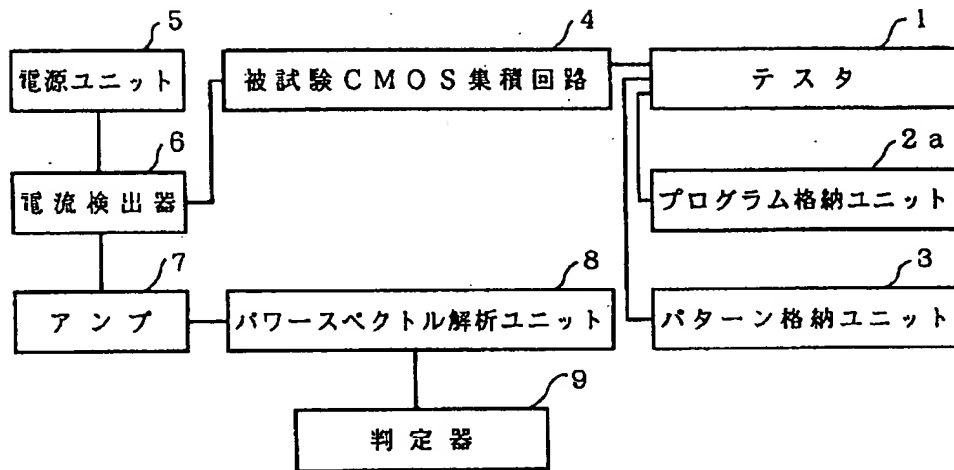 5
電源ユニット
4
被試験CMOS集積回路
1
テスタ
6
電流検出器
2a
プログラム格納ユニット
7
アンプ
8
パワースペクトル解析ユニット
3
パターン格納ユニット
9
判定器